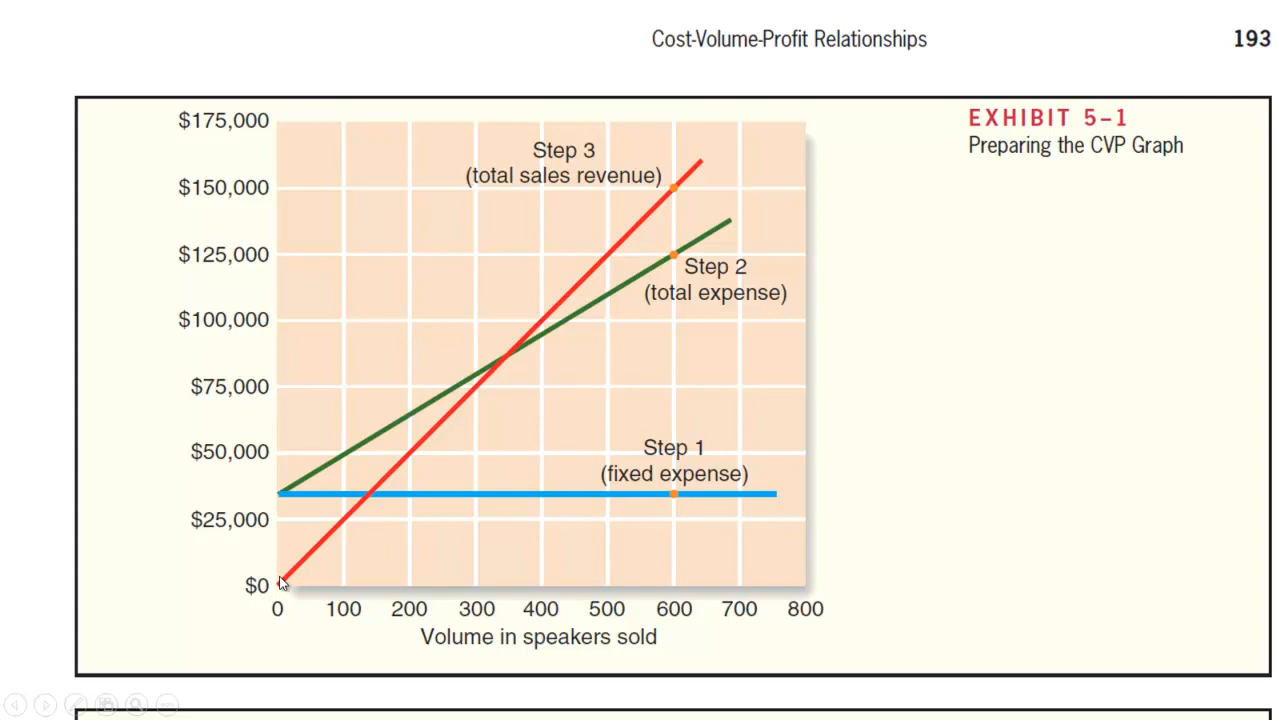 Cost-Volume-Profit Relationships 193
EXHIBIT 5–1
Preparing the CVP Graph
$175,000
$150,000
$125,000
$100,000
$75,000
$50,000
$25,000
$0
Step 3
(total sales revenue)
Step 2
(total expense)
Step 1
(fixed expense)
0 100 200 300 400 500 600 700 800
Volume in speakers sold